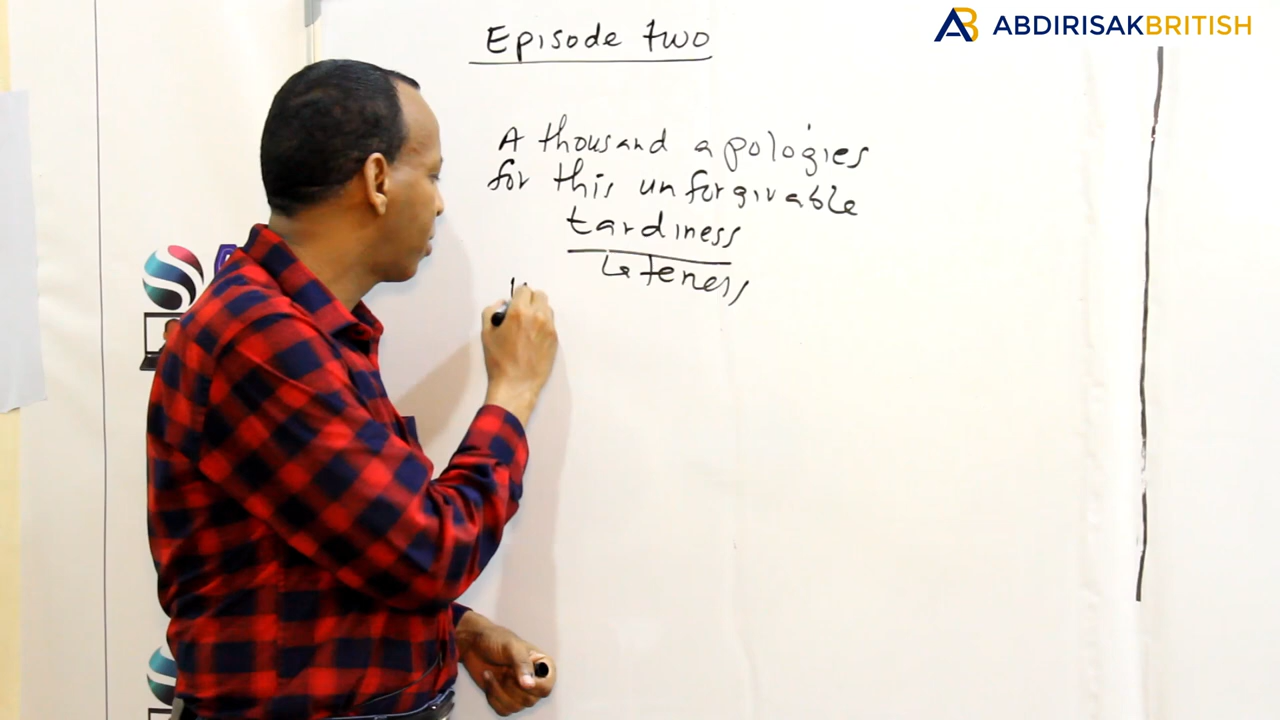 ABDIRISAKBRITISH
Episode two
A thousand apologies
for this unforgivable
tardiness
lateness